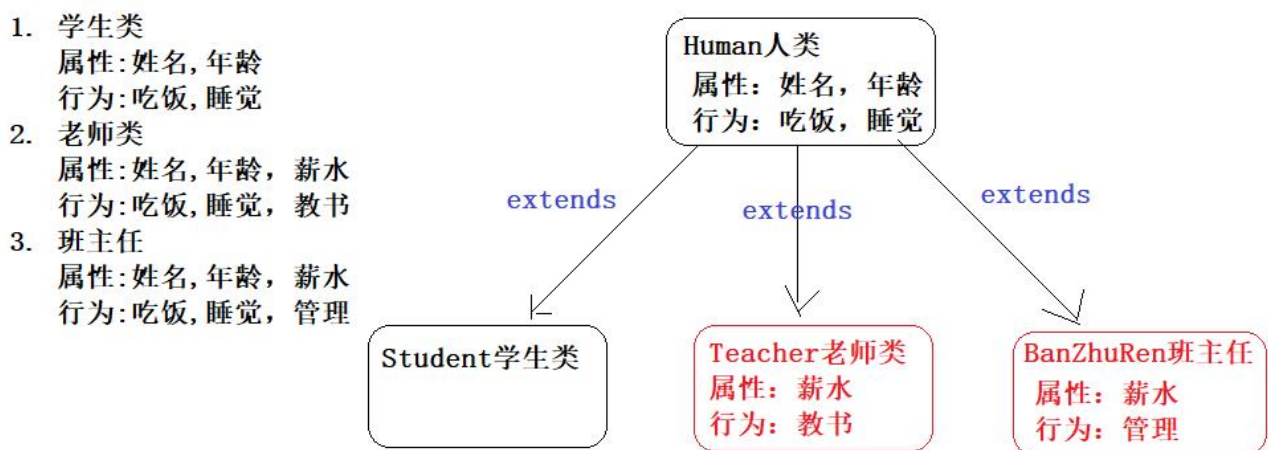 1. 学生类
属性:姓名,年龄
行为:吃饭,睡觉
2. 老师类
属性:姓名,年龄，薪水
行为:吃饭,睡觉，教书
3. 班主任
属性:姓名,年龄，薪水
行为:吃饭,睡觉，管理
Human人类
属性：姓名，年龄
行为：吃饭，睡觉
extends
extends
extends
Student学生类
Teacher老师类
属性：薪水
行为：教书
BanZhuRen班主任
属性：薪水
行为：管理